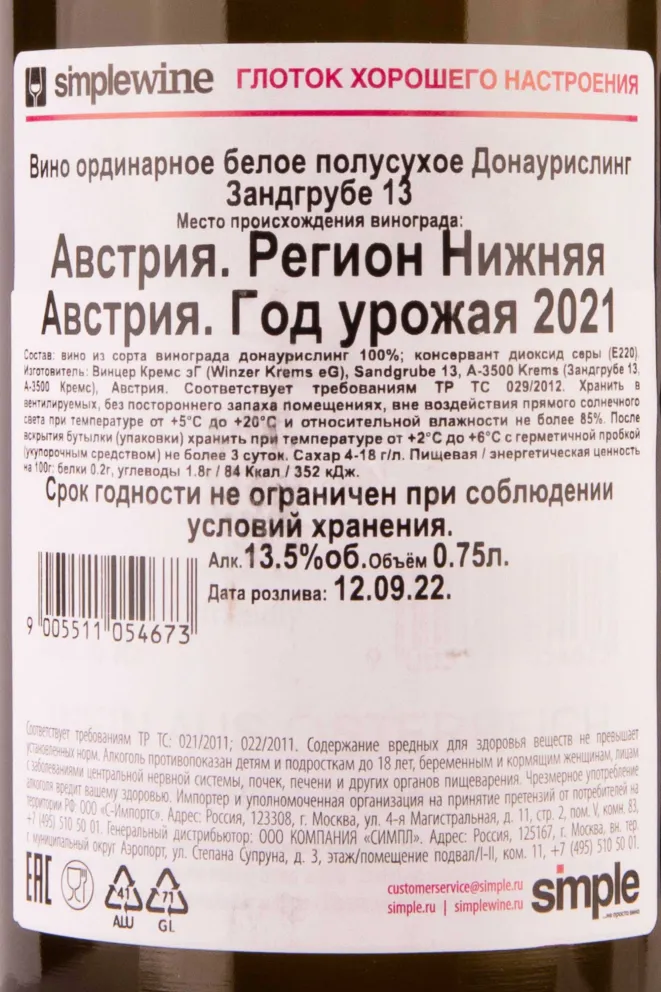 simplewine ГЛОТОК ХОРОШЕГО НАСТРОЕНИЯ
Вино ординарное белое полусухое Донаурислинг
Зандгрубе 13
Место происхождения винограда:
Австрия. Регион Нижняя
Австрия. Год урожая 2021
Состав: вино из сорта винограда донаурислинг 100%; консервант диоксид серы (E220).
Изготовитель: Винцер Кремс эГ (Winzer Krems eG), Sandgrube 13, A-3500 Krems (Зандгрубе 13,
А-3500 Кремс), Австрия. Соответствует требованиям ТР ТС 029/2012. Хранить в
вентилируемых, без постороннего запаха помещениях, вне воздействия прямого солнечного
света при температуре от +5°С до +20°С и относительной влажности не более 85%. После
вскрытия бутылки (упаковки) хранить при температуре от +2°С до +6°С с герметичной пробкой
(укупорочным средством) не более 3 суток. Сахар 4-18 г/л. Пищевая / энергетическая ценность
на 100г: белки 0.2г, углеводы 1.8г / 84 Ккал / 352 кДж.
Срок годности не ограничен при соблюдении
условий хранения.
Алк.13.5%об.Объём 0.75л.
Дата розлива: 12.09.22.
9 005511 054673
Соответствует требованиям ТР ТС: 021/2011; 022/2011. Содержание вредных для здоровья веществ не превышает
установленных норм. Алкоголь противопоказан детям и подросткам до 18 лет, беременным и кормящим женщинам, лицам
с заболеваниями центральной нервной системы, почек, печени и других органов пищеварения. Чрезмерное употребление
алкоголя вредит вашему здоровью. Импортер и уполномоченная организация на принятие претензий от потребителей на
территории РФ: ООО «С-Импортс». Адрес: Россия, 123308, г. Москва, ул. 4-я Магистральная, д. 11, стр. 2, пом. V, комн. 83,
+7 (495) 510 50 01. Генеральный дистрибьютор: ООО КОМПАНИЯ «СИМПЛ». Адрес: Россия, 125167, г. Москва, вн. тер.
г. муниципальный округ Аэропорт, ул. Степана Супруна, д. 3, этаж/помещение подвал/I-II, ком. 11, +7 (495) 510 50 01.
EAC 41 ALU 71 GL
customerservice@simple.ru
simple.ru | simplewine.ru
simple
...не просто вино